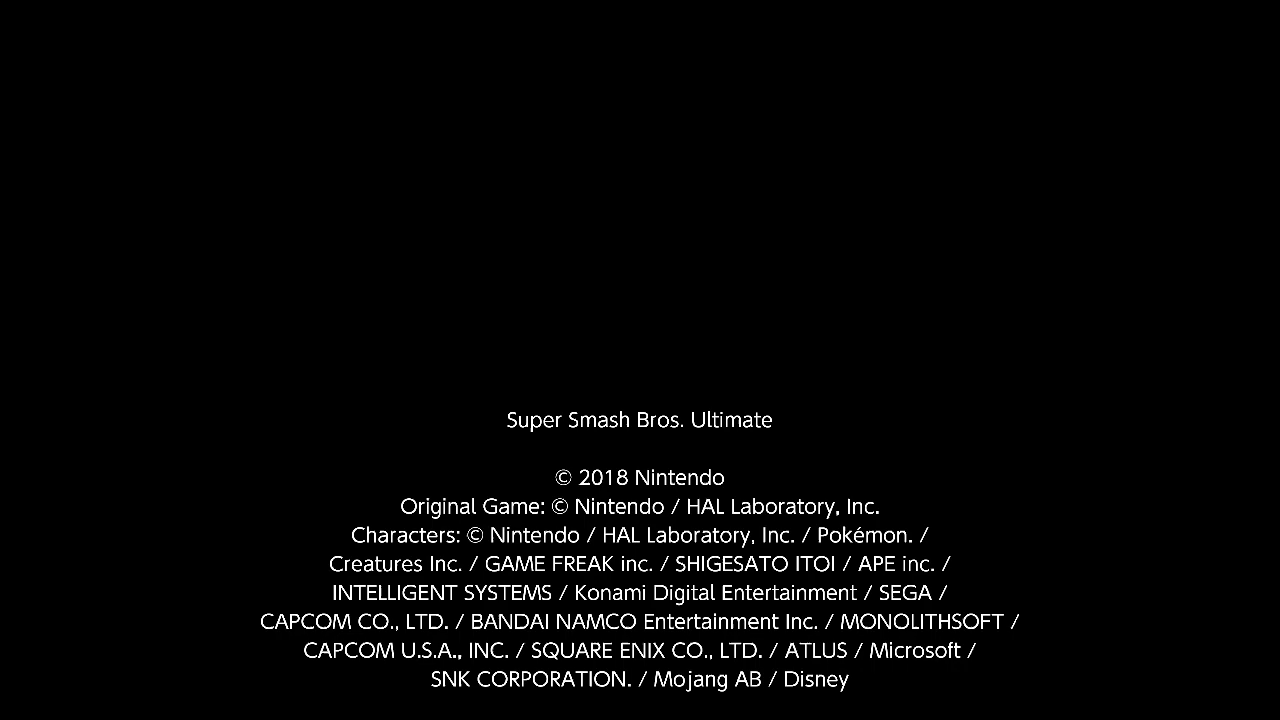 Super Smash Bros. Ultimate
© 2018 Nintendo
Original Game: © Nintendo / HAL Laboratory, Inc.
Characters: © Nintendo / HAL Laboratory, Inc. / Pokémon. /
Creatures Inc. / GAME FREAK inc. / SHIGESATO ITOI / APE inc. /
INTELLIGENT SYSTEMS / Konami Digital Entertainment / SEGA /
CAPCOM CO., LTD. / BANDAI NAMCO Entertainment Inc. / MONOLITHSOFT /
CAPCOM U.S.A., INC. / SQUARE ENIX CO., LTD. / ATLUS / Microsoft /
SNK CORPORATION. / Mojang AB / Disney